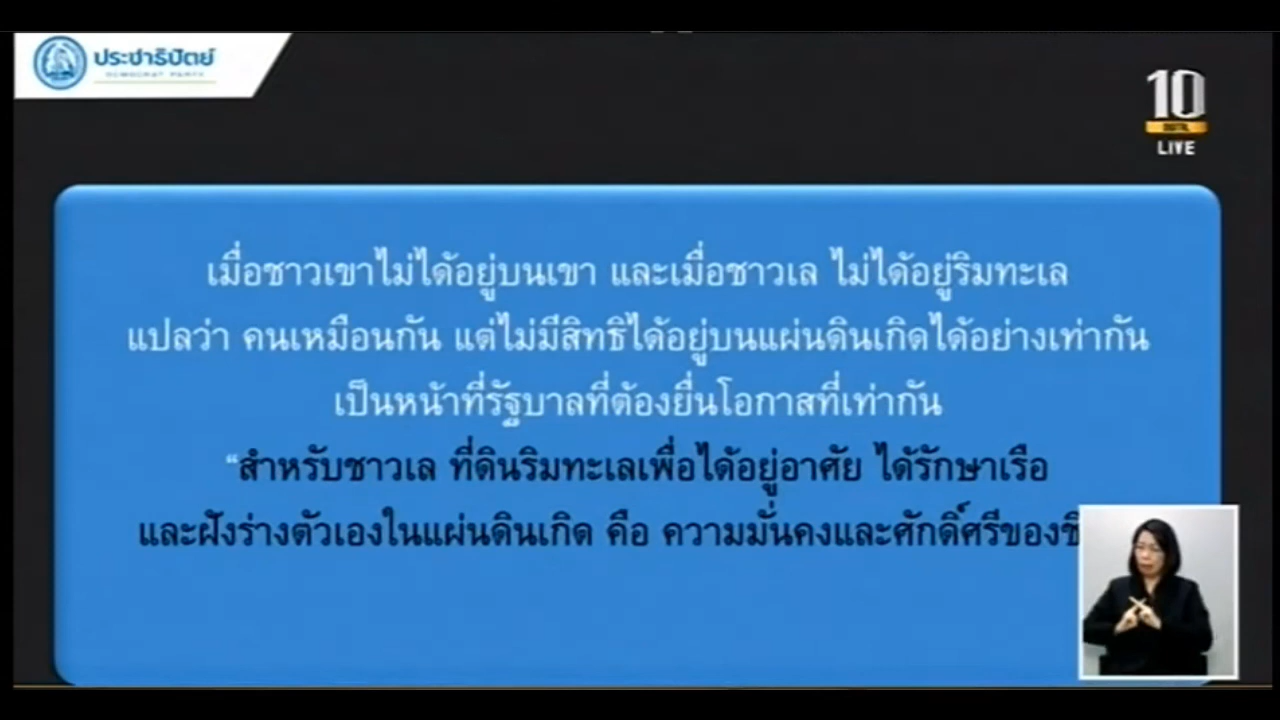 ประชาธิปัตย์
DEMOCRAT PARTY
10
LIVE
เมื่อชาวเขาไม่ได้อยู่บนเขา และเมื่อชาวเล ไม่ได้อยู่ริมทะเล
แปลว่า คนเหมือนกัน แต่ไม่มีสิทธิได้อยู่บนแผ่นดินเกิดได้อย่างเท่ากัน
เป็นหน้าที่รัฐบาลที่ต้องยื่นโอกาสที่เท่ากัน
“สำหรับชาวเล ที่ดินริมทะเลเพื่อได้อยู่อาศัย ได้รักษาเรือ
และฝังร่างตัวเองในแผ่นดินเกิด คือ ความมั่นคงและศักดิ์ศรีของ